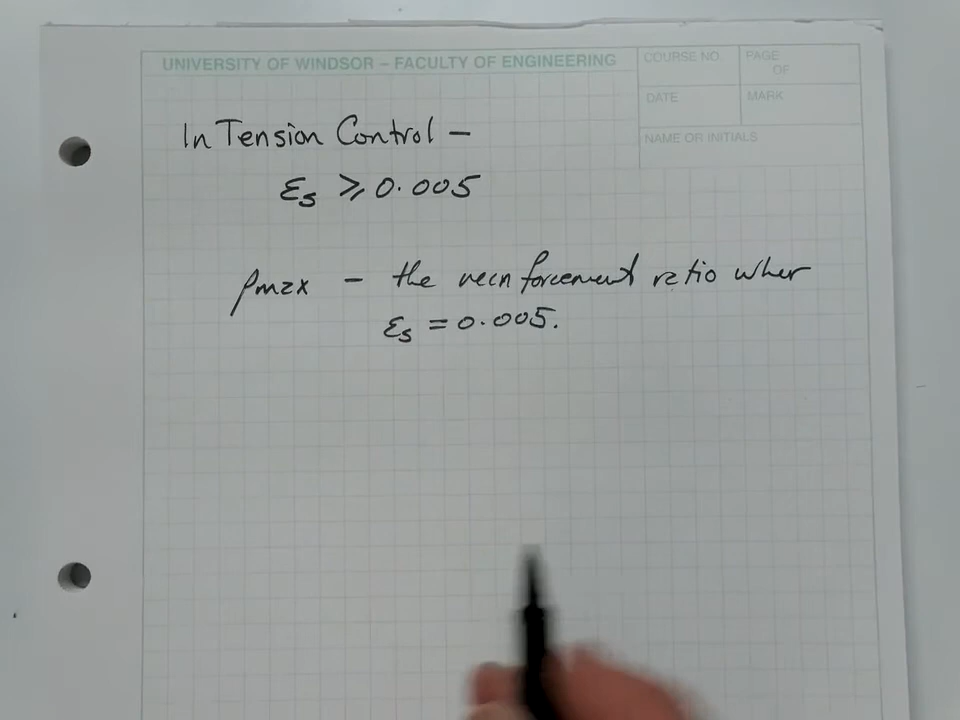 UNIVERSITY OF WINDSOR – FACULTY OF ENGINEERING
COURSE NO.
PAGE
OF
DATE
MARK
NAME OR INITIALS
In Tension Control –
εs ⩾ 0.005
ρmax – the reinforcement ratio when
εs = 0.005.